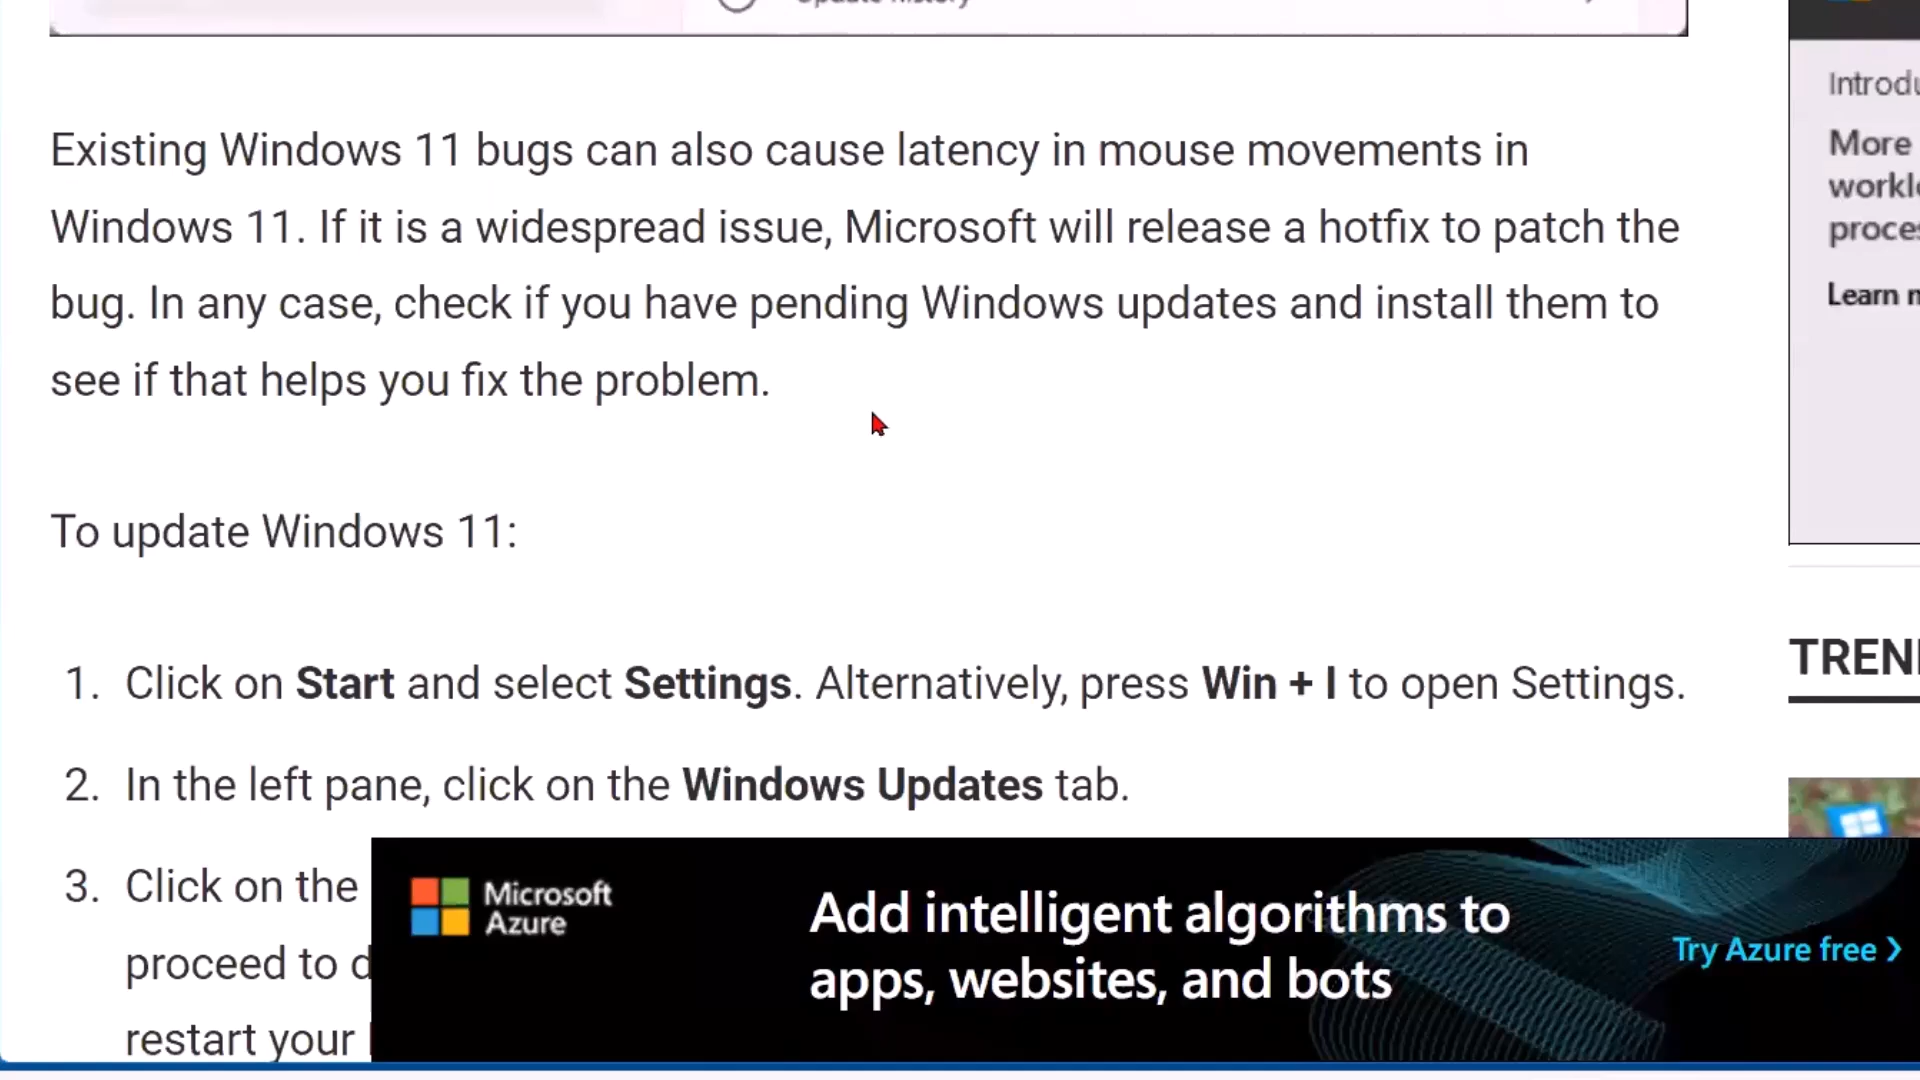 Update history
Existing Windows 11 bugs can also cause latency in mouse movements in
Windows 11. If it is a widespread issue, Microsoft will release a hotfix to patch the
bug. In any case, check if you have pending Windows updates and install them to
see if that helps you fix the problem.
To update Windows 11:
1. Click on Start and select Settings. Alternatively, press Win + I to open Settings.
2. In the left pane, click on the Windows Updates tab.
3. Click on the
proceed to d
restart your
Microsoft
Azure
Add intelligent algorithms to
apps, websites, and bots
Try Azure free
Introdu
More
worklo
proces
Learn m
TREN